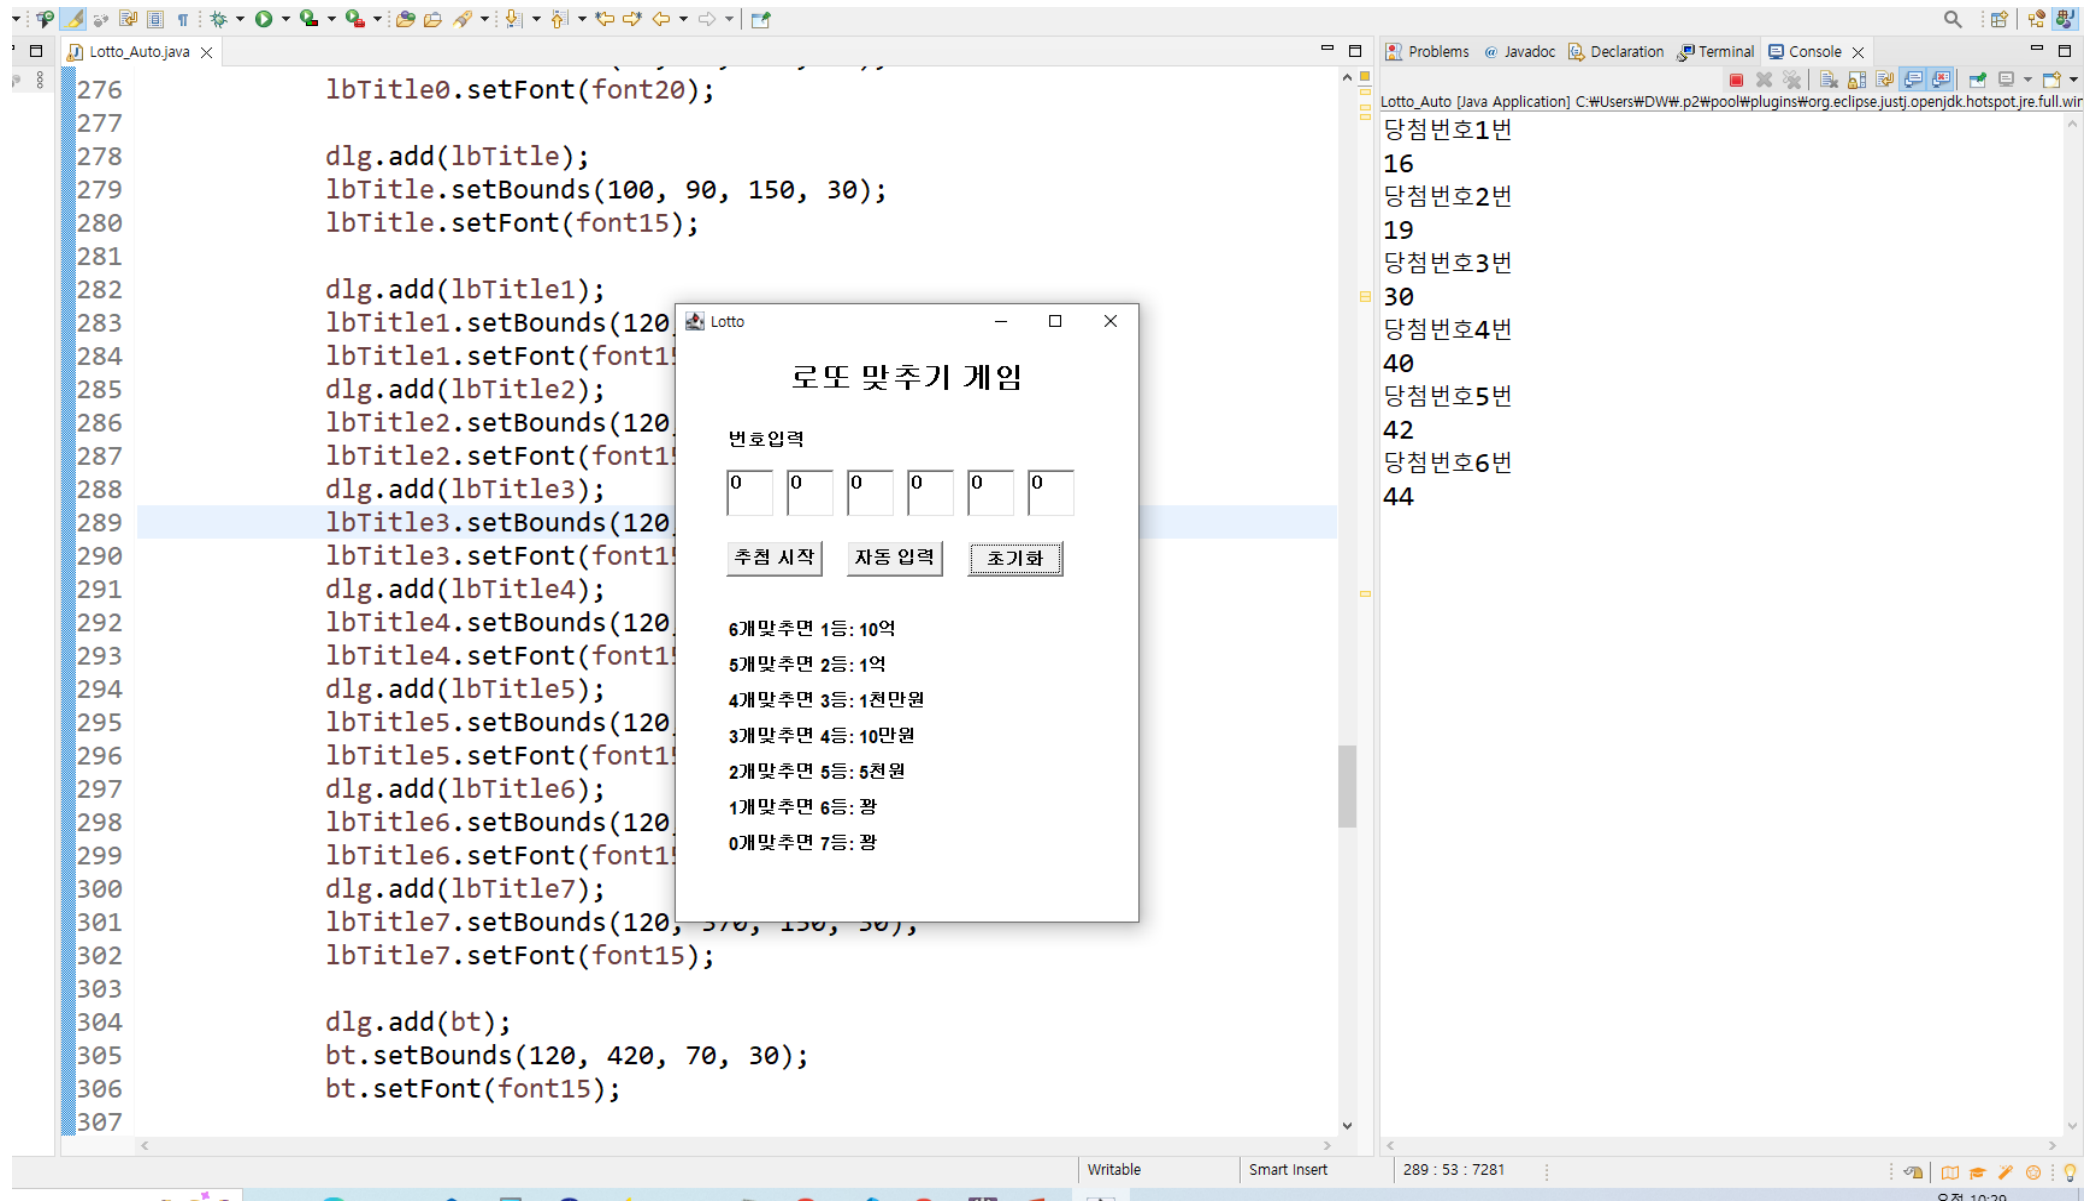 Lotto_Auto.java
276 lbTitle0.setFont(font20);
277
278 dlg.add(lbTitle);
279 lbTitle.setBounds(100, 90, 150, 30);
280 lbTitle.setFont(font15);
281
282 dlg.add(lbTitle1);
283 lbTitle1.setBounds(120,
284 lbTitle1.setFont(font15
285 dlg.add(lbTitle2);
286 lbTitle2.setBounds(120,
287 lbTitle2.setFont(font15
288 dlg.add(lbTitle3);
289 lbTitle3.setBounds(120,
290 lbTitle3.setFont(font15
291 dlg.add(lbTitle4);
292 lbTitle4.setBounds(120,
293 lbTitle4.setFont(font15
294 dlg.add(lbTitle5);
295 lbTitle5.setBounds(120,
296 lbTitle5.setFont(font15
297 dlg.add(lbTitle6);
298 lbTitle6.setBounds(120,
299 lbTitle6.setFont(font15
300 dlg.add(lbTitle7);
301 lbTitle7.setBounds(120, 370, 150, 30);
302 lbTitle7.setFont(font15);
303
304 dlg.add(bt);
305 bt.setBounds(120, 420, 70, 30);
306 bt.setFont(font15);
307
Lotto
로또 맞추기 게임
번호입력
0 0 0 0 0 0
추첨 시작 자동 입력 초기화
6개맞추면 1등: 10억
5개맞추면 2등: 1억
4개맞추면 3등: 1천만원
3개맞추면 4등: 10만원
2개맞추면 5등: 5천원
1개맞추면 6등: 꽝
0개맞추면 7등: 꽝
Problems @ Javadoc Declaration Terminal Console
Lotto_Auto [Java Application] C:₩Users₩DW₩.p2₩pool₩plugins₩org.eclipse.justj.openjdk.hotspot.jre.full.wir
당첨번호1번
16
당첨번호2번
19
당첨번호3번
30
당첨번호4번
40
당첨번호5번
42
당첨번호6번
44
Writable Smart Insert 289 : 53 : 7281
오전 10:29